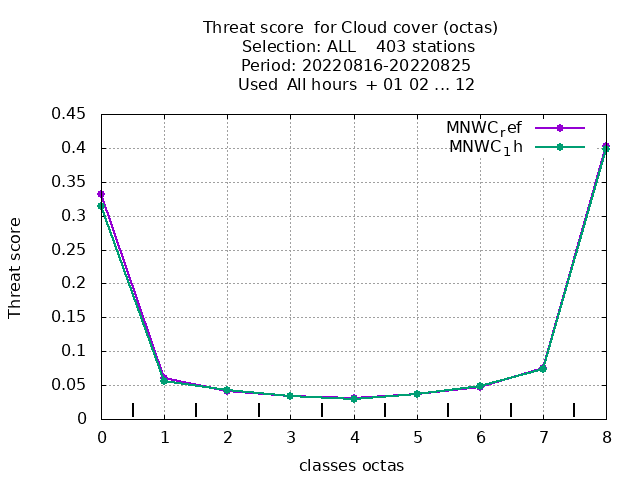 Threat score  for Cloud cover (octas)
Selection: ALL    403 stations
Period: 20220816-20220825
Used  All hours  + 01 02 ... 12
0.45
0.4
0.35
0.3
0.25
0.2
0.15
0.1
0.05
0
Threat score
MNWC_ref
MNWC_1h
0 1 2 3 4 5 6 7 8
classes octas